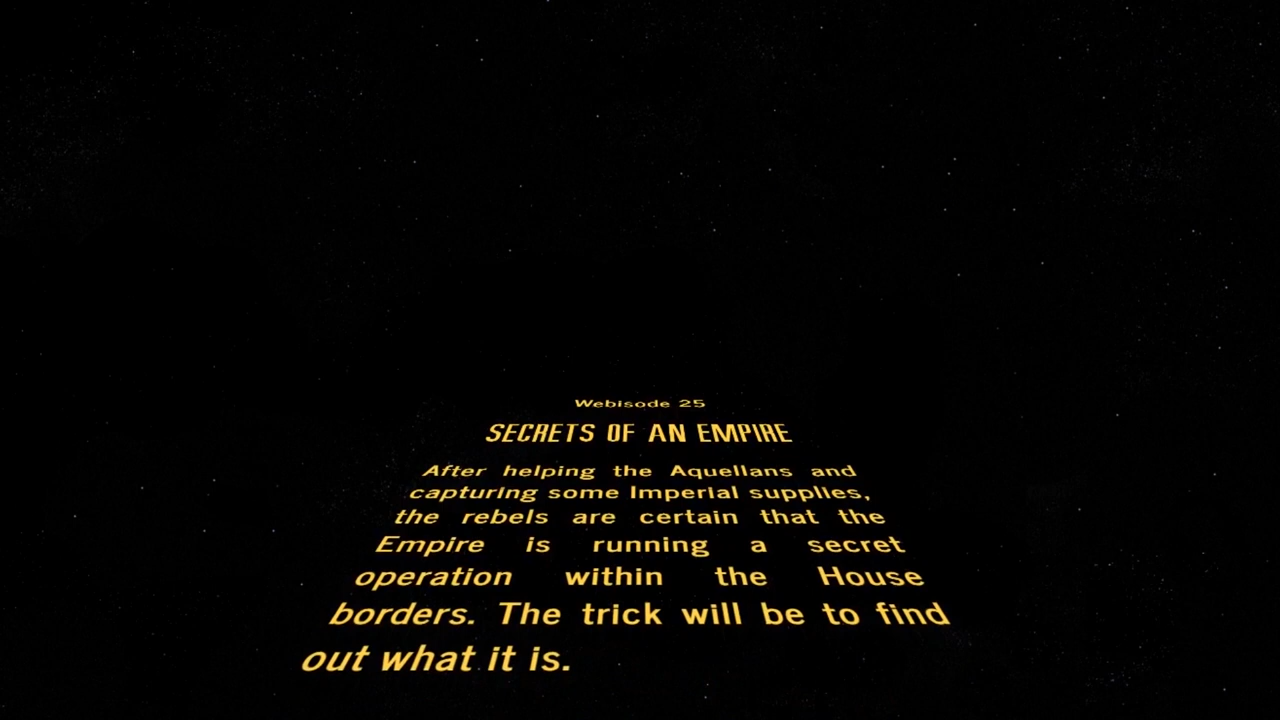 Webisode 25
SECRETS OF AN EMPIRE
After helping the Aquellans and
capturing some Imperial supplies,
the rebels are certain that the
Empire is running a secret
operation within the House
borders. The trick will be to find
out what it is.